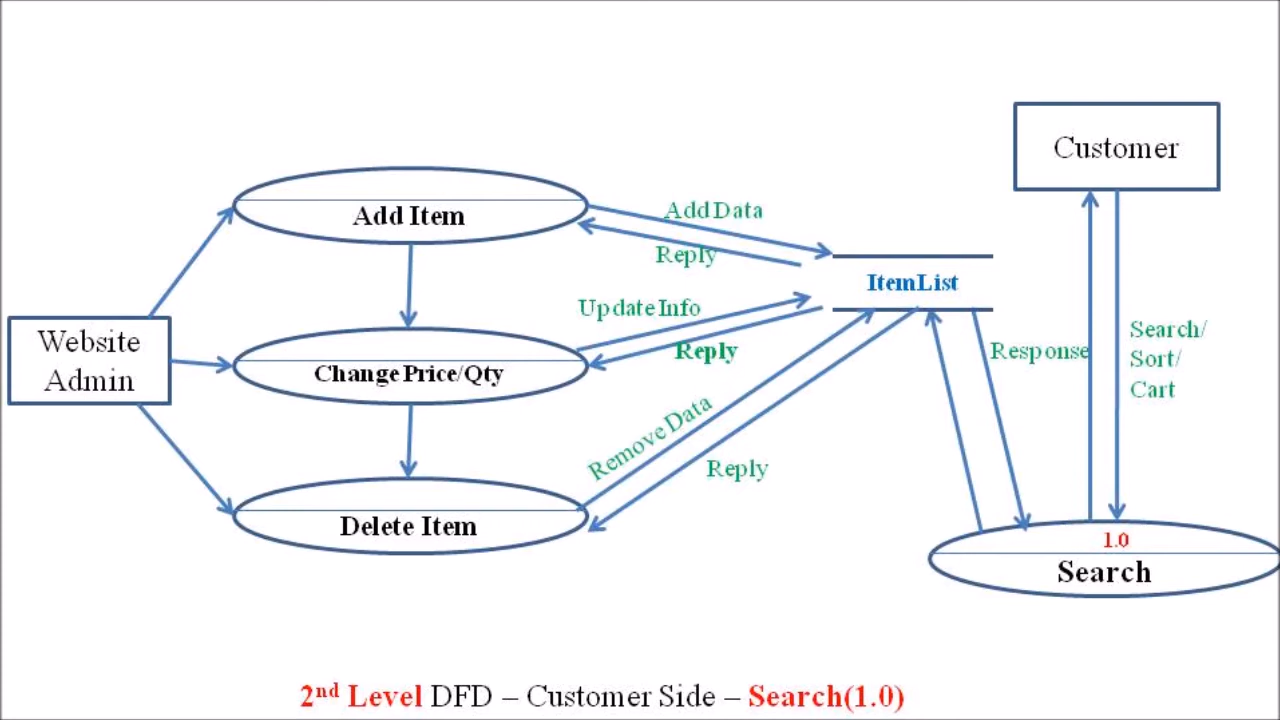 Customer
Add Item
Add Data
Reply
ItemList
Website
Admin
Update Info
Reply
Change Price/Qty
Response
Search/
Sort/
Cart
Remove Data
Reply
Delete Item
1.0
Search
2nd Level DFD – Customer Side – Search(1.0)